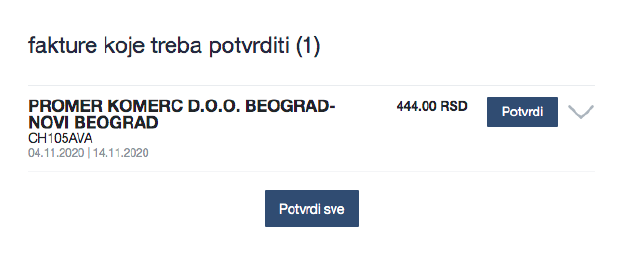 fakture koje treba potvrditi (1)
PROMER KOMERC D.O.O. BEOGRAD-
NOVI BEOGRAD
444.00 RSD
Potvrdi
CH105AVA
04.11.2020 | 14.11.2020
Potvrdi sve